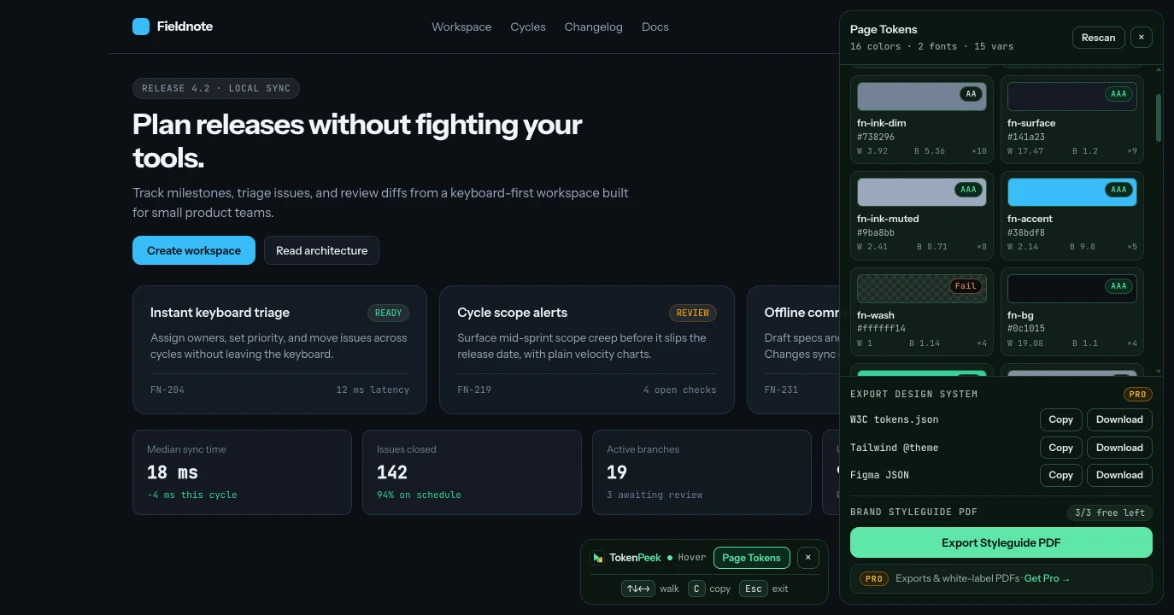 Fieldnote
Workspace
Cycles
Changelog
Docs
RELEASE 4.2 · LOCAL SYNC
Plan releases without fighting your
tools.
Track milestones, triage issues, and review diffs from a keyboard-first workspace built
for small product teams.
Create workspace
Read architecture
Instant keyboard triage
READY
Assign owners, set priority, and move issues across
cycles without leaving the keyboard.
FN-204
12 ms latency
Cycle scope alerts
REVIEW
Surface mid-sprint scope creep before it slips the
release date, with plain velocity charts.
FN-219
4 open checks
Offline comm
Draft specs and
Changes sync
FN-231
Median sync time
18 ms
-4 ms this cycle
Issues closed
142
94% on schedule
Active branches
19
3 awaiting review
TokenPeek
Hover
Page Tokens
×
↑↓←→ walk
C copy
Esc exit
Page Tokens
16 colors · 2 fonts · 15 vars
Rescan
×
AA
fn-ink-dim
#738296
W 3.92 B 5.36 ×10
AAA
fn-surface
#141a23
W 17.47 B 1.2 ×9
AAA
fn-ink-muted
#9ba8bb
W 2.41 B 8.71 ×8
AAA
fn-accent
#38bdf8
W 2.14 B 9.8 ×5
Fail
fn-wash
#ffffff14
W 1 B 1.14 ×4
AAA
fn-bg
#0c1015
W 19.08 B 1.1 ×4
EXPORT DESIGN SYSTEM
PRO
W3C tokens.json
Copy
Download
Tailwind @theme
Copy
Download
Figma JSON
Copy
Download
BRAND STYLEGUIDE PDF
3/3 free left
Export Styleguide PDF
PRO
Exports & white-label PDFs · Get Pro →